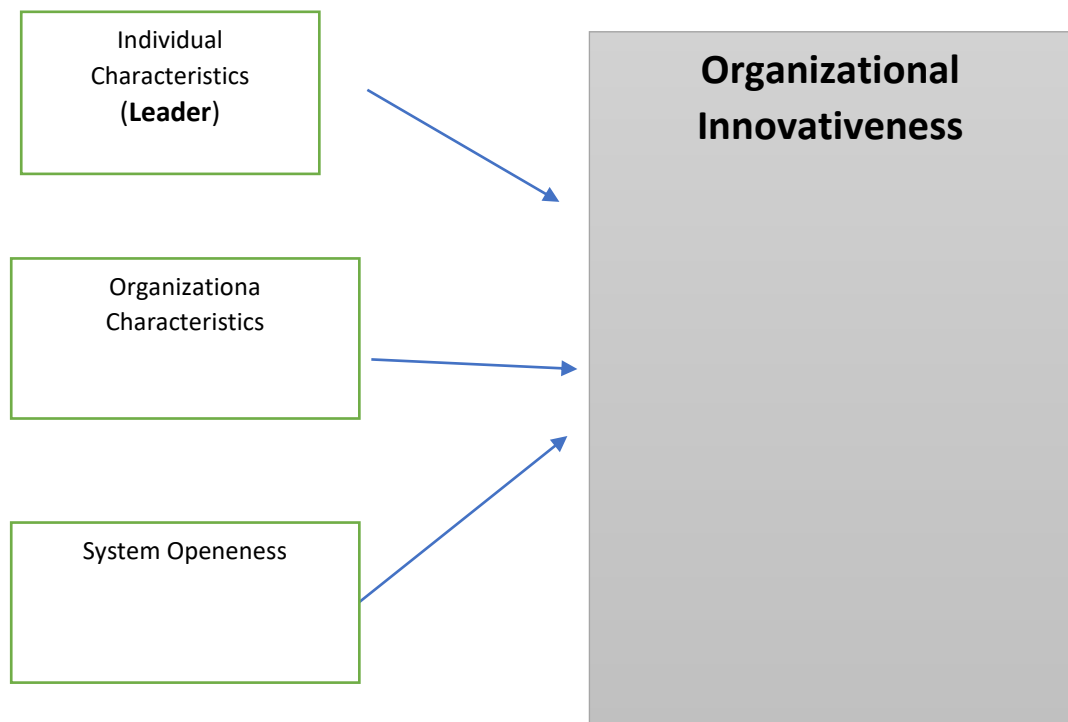 Individual
Characteristics
(Leader)
Organizationa
Characteristics
System Openeness
Organizational
Innovativeness